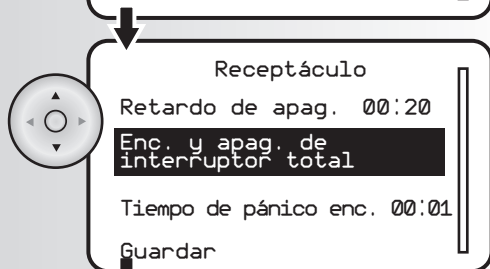 Receptáculo
Retardo de apag. 00:20
Enc. y apag. de
interruptor total
Tiempo de pánico enc. 00:01
Guardar